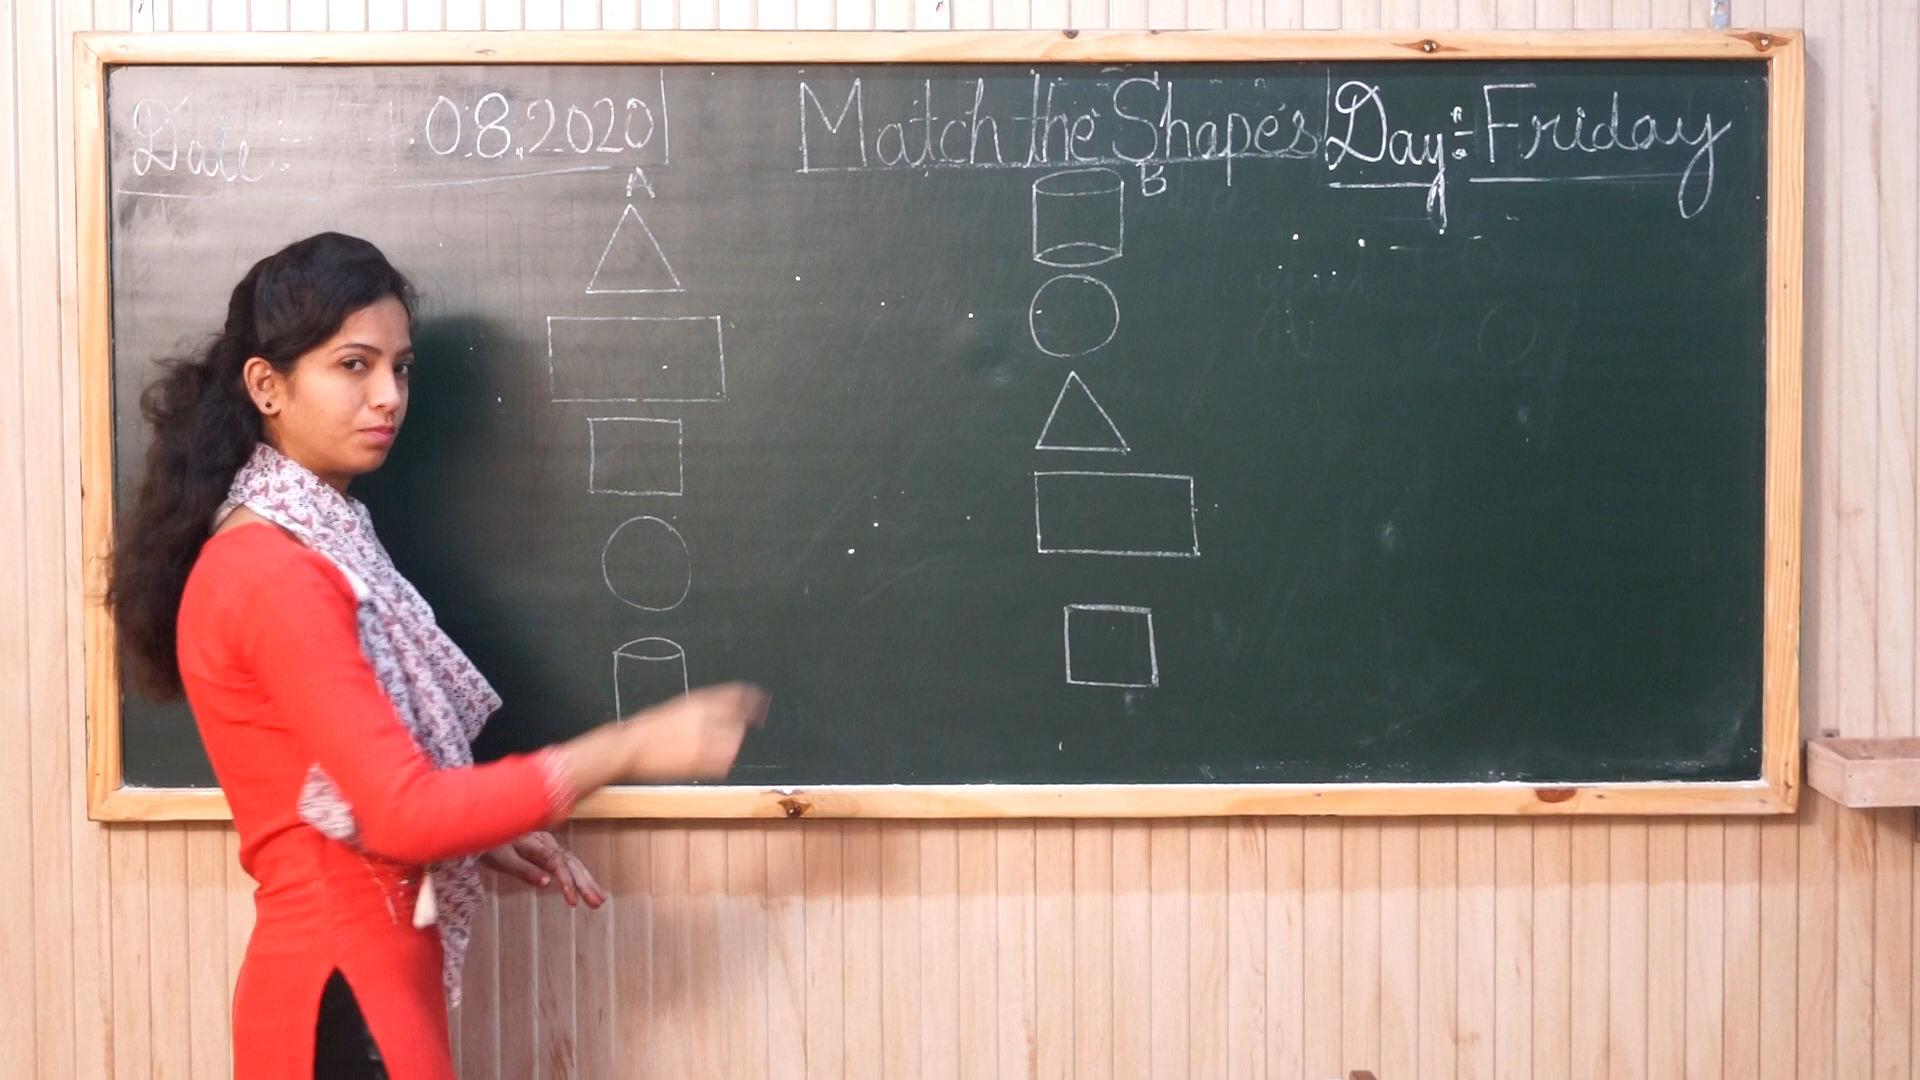 Date:- .08.2020
Match the Shapes
Day:- Friday
A
B